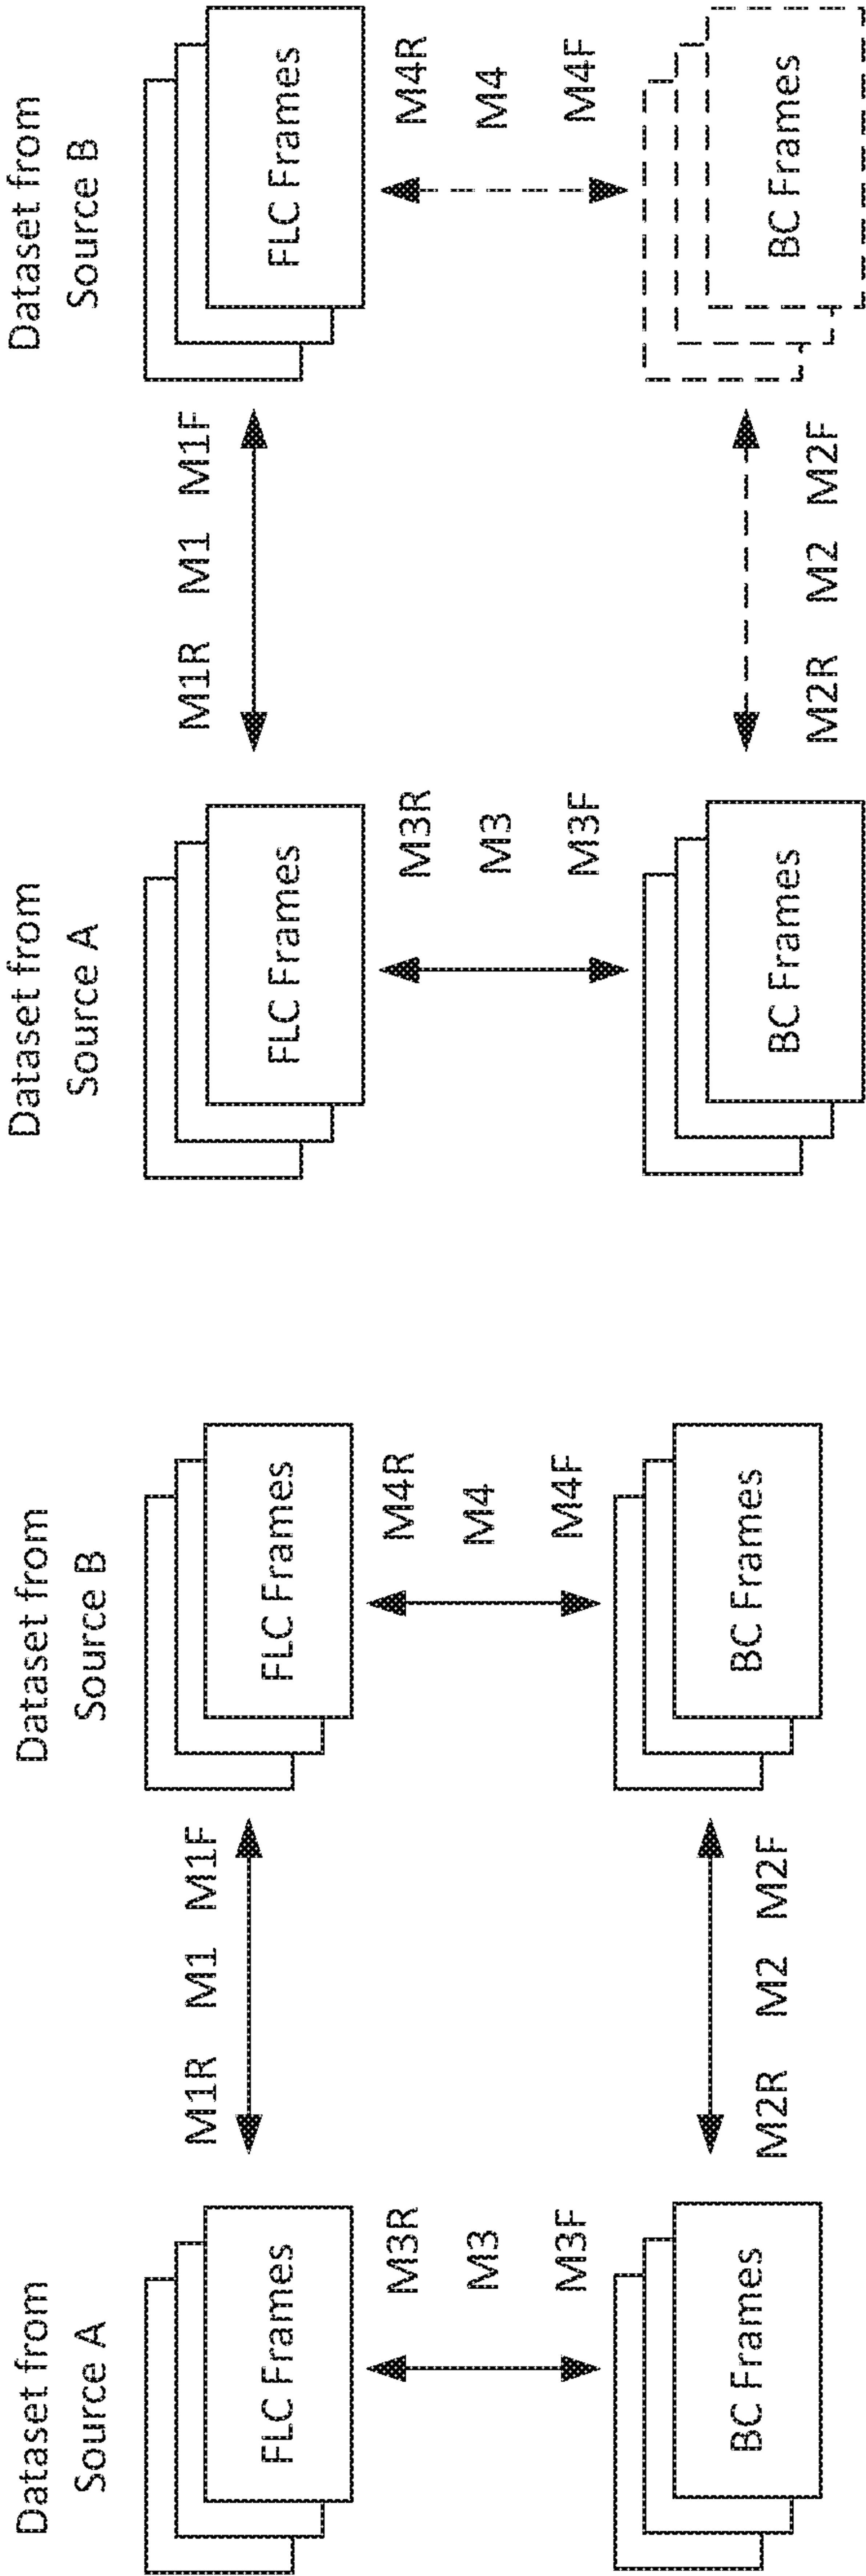 Dataset from
Source A
Dataset from
Source B
M1R M1 M1F
FLC Frames
FLC Frames
M3R
M3
M3F
M4R
M4
M4F
BC Frames
BC Frames
M2R M2 M2F
Dataset from
Source A
Dataset from
Source B
M1R M1 M1F
FLC Frames
FLC Frames
M3R
M3
M3F
M4R
M4
M4F
BC Frames
BC Frames
M2R M2 M2F